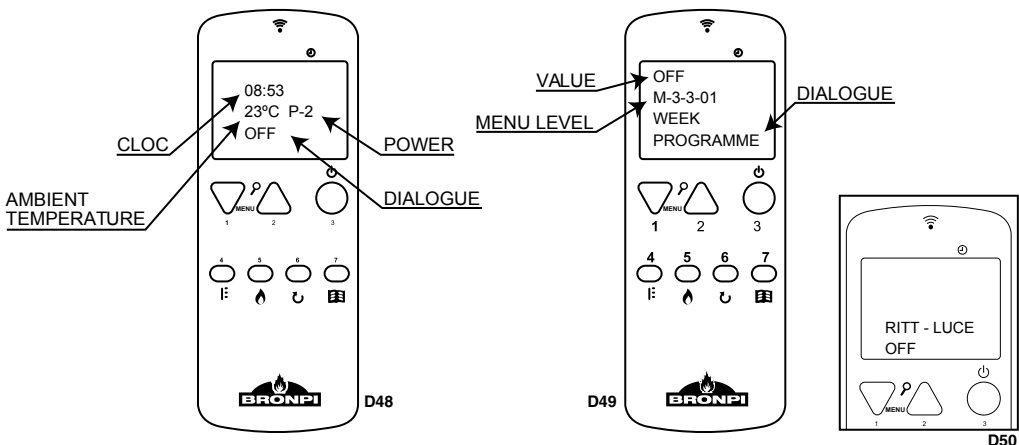 CLOC
AMBIENT
TEMPERATURE
08:53
23ºC P-2
OFF
POWER
DIALOGUE
MENU
1
2
3
4
5
6
7
BRONPI
D48
VALUE
MENU LEVEL
OFF
M-3-3-01
WEEK
PROGRAMME
DIALOGUE
MENU
1
2
3
4
5
6
7
BRONPI
D49
RITT - LUCE
OFF
MENU
1
2
3
D50